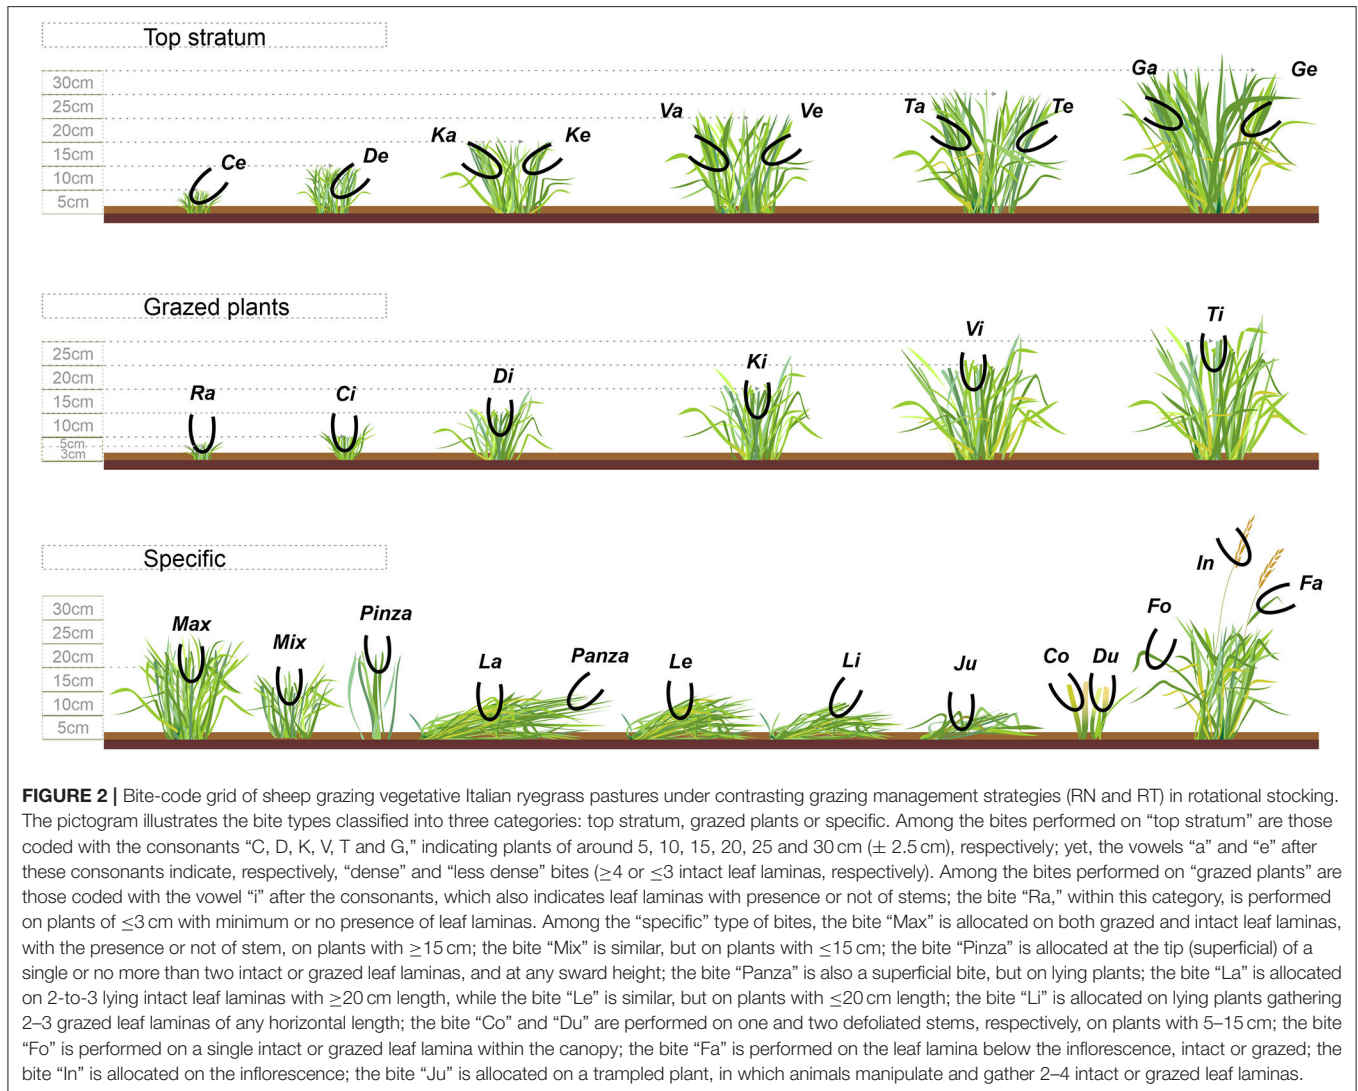 Top stratum
30cm
25cm
20cm
15cm
10cm
5cm
Ce
De
Ka
Ke
Va
Ve
Ta
Te
Ga
Ge
Grazed plants
25cm
20cm
15cm
10cm
5cm
3cm
Ra
Ci
Di
Ki
Vi
Ti
Specific
30cm
25cm
20cm
15cm
10cm
5cm
Max
Mix
Pinza
La
Panza
Le
Li
Ju
Co
Du
Fo
In
Fa
FIGURE 2 | Bite-code grid of sheep grazing vegetative Italian ryegrass pastures under contrasting grazing management strategies (RN and RT) in rotational stocking.
The pictogram illustrates the bite types classified into three categories: top stratum, grazed plants or specific. Among the bites performed on “top stratum” are those
coded with the consonants “C, D, K, V, T and G,” indicating plants of around 5, 10, 15, 20, 25 and 30 cm (± 2.5 cm), respectively; yet, the vowels “a” and “e” after
these consonants indicate, respectively, “dense” and “less dense” bites (≥4 or ≤3 intact leaf laminas, respectively). Among the bites performed on “grazed plants” are
those coded with the vowel “i” after the consonants, which also indicates leaf laminas with presence or not of stems; the bite “Ra,” within this category, is performed
on plants of ≤3 cm with minimum or no presence of leaf laminas. Among the “specific” type of bites, the bite “Max” is allocated on both grazed and intact leaf laminas,
with the presence or not of stem, on plants with ≥15 cm; the bite “Mix” is similar, but on plants with ≤15 cm; the bite “Pinza” is allocated at the tip (superficial) of a
single or no more than two intact or grazed leaf laminas, and at any sward height; the bite “Panza” is also a superficial bite, but on lying plants; the bite “La” is allocated
on 2-to-3 lying intact leaf laminas with ≥20 cm length, while the bite “Le” is similar, but on plants with ≤20 cm length; the bite “Li” is allocated on lying plants gathering
2–3 grazed leaf laminas of any horizontal length; the bite “Co” and “Du” are performed on one and two defoliated stems, respectively, on plants with 5–15 cm; the bite
“Fo” is performed on a single intact or grazed leaf lamina within the canopy; the bite “Fa” is performed on the leaf lamina below the inflorescence, intact or grazed; the
bite “In” is allocated on the inflorescence; the bite “Ju” is allocated on a trampled plant, in which animals manipulate and gather 2–4 intact or grazed leaf laminas.